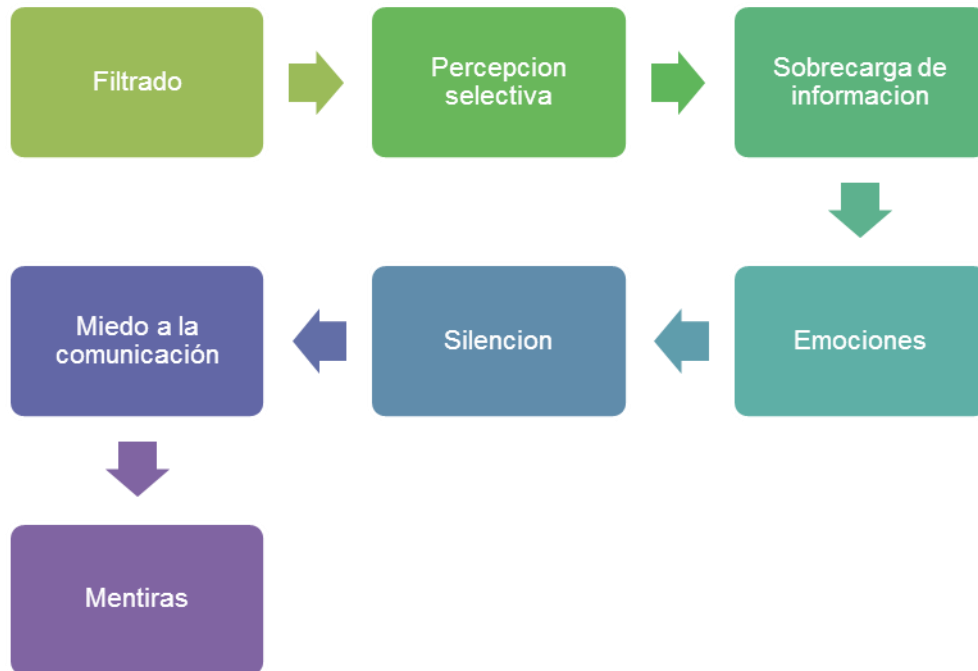 Filtrado
Percepcion
selectiva
Sobrecarga de
informacion
Emociones
Silencion
Miedo a la
comunicación
Mentiras